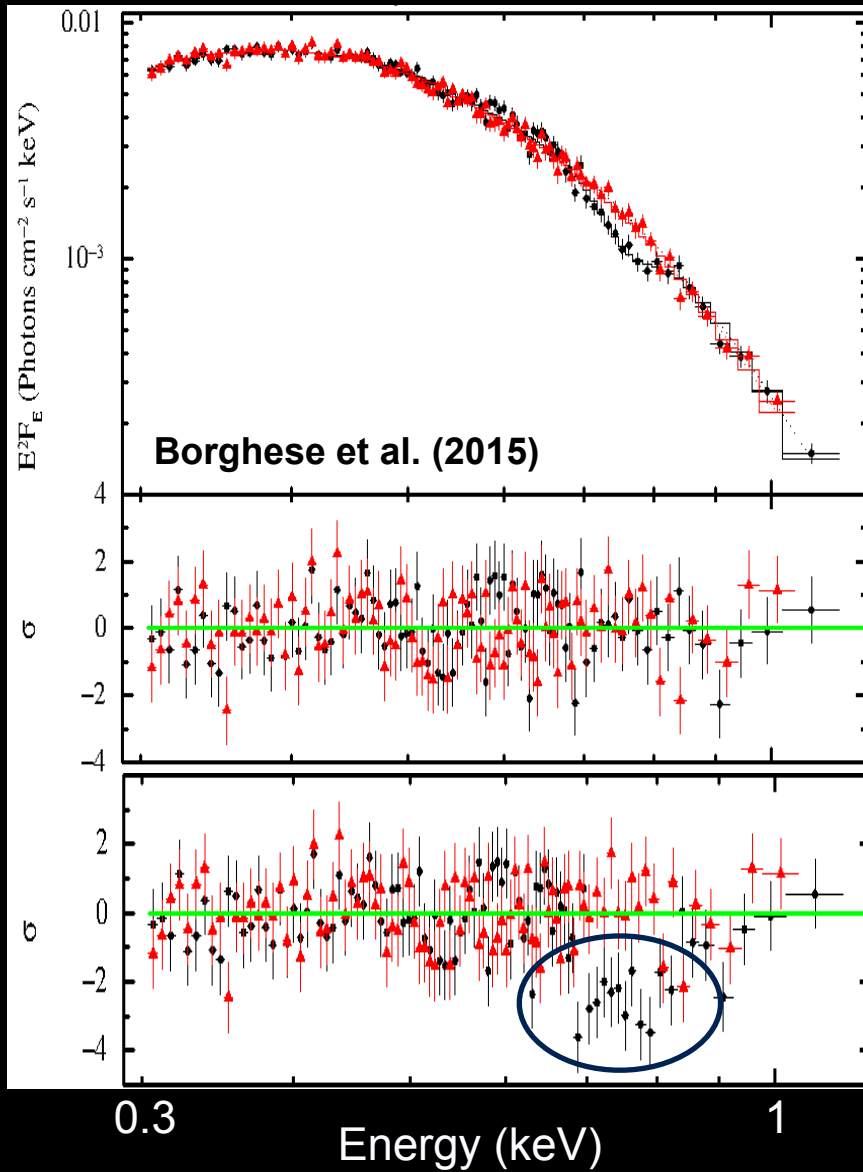 0.01
10⁻³
E²F_E (Photons cm⁻² s⁻¹ keV)
Borghese et al. (2015)
4
2
0
−2
−4
σ
2
0
−2
−4
σ
0.3
1
Energy (keV)